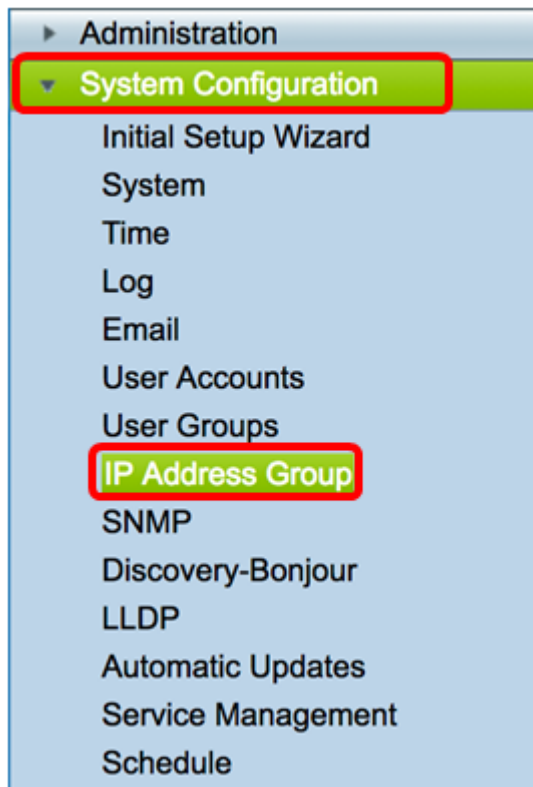 Administration
System Configuration
Initial Setup Wizard
System
Time
Log
Email
User Accounts
User Groups
IP Address Group
SNMP
Discovery-Bonjour
LLDP
Automatic Updates
Service Management
Schedule